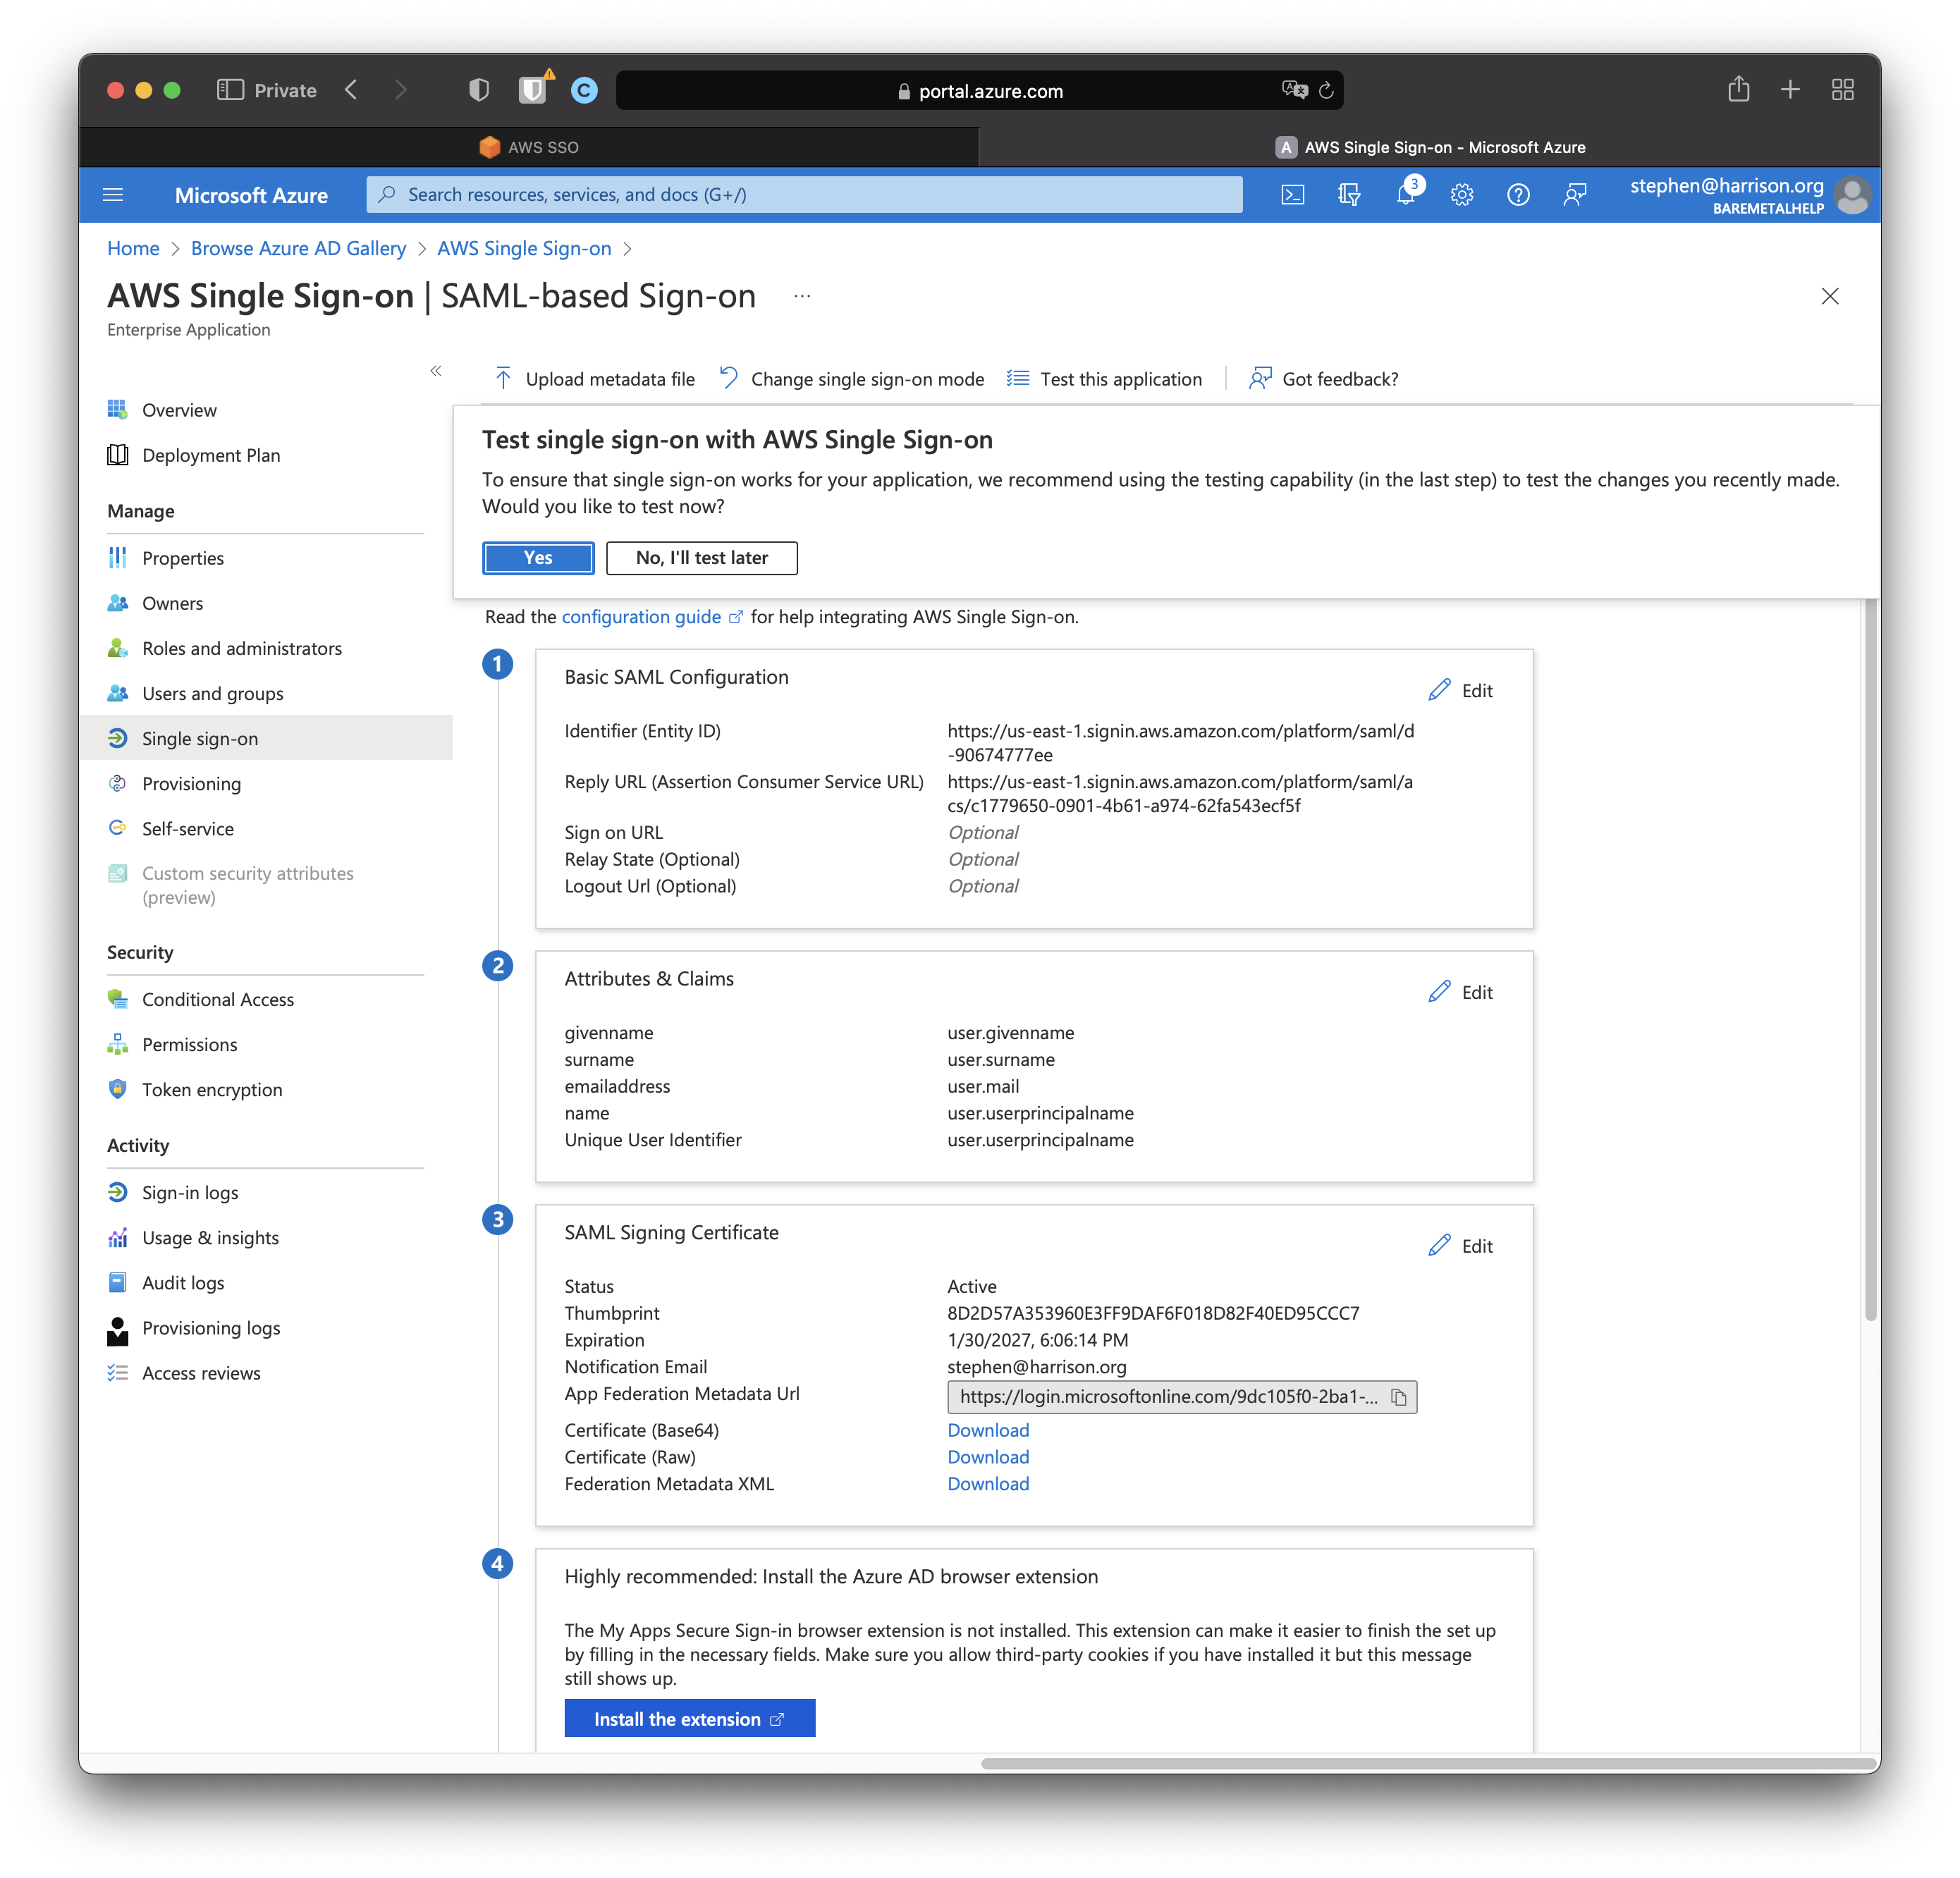 Private
portal.azure.com
AWS SSO
A AWS Single Sign-on - Microsoft Azure
Microsoft Azure
Search resources, services, and docs (G+/)
3
stephen@harrison.org
BAREMETALHELP
Home > Browse Azure AD Gallery > AWS Single Sign-on >
AWS Single Sign-on | SAML-based Sign-on ...
Enterprise Application
«
Overview
Deployment Plan
Manage
Properties
Owners
Roles and administrators
Users and groups
Single sign-on
Provisioning
Self-service
Custom security attributes
(preview)
Security
Conditional Access
Permissions
Token encryption
Activity
Sign-in logs
Usage & insights
Audit logs
Provisioning logs
Access reviews
Upload metadata file Change single sign-on mode Test this application Got feedback?
Test single sign-on with AWS Single Sign-on
To ensure that single sign-on works for your application, we recommend using the testing capability (in the last step) to test the changes you recently made.
Would you like to test now?
Yes No, I'll test later
Read the configuration guide for help integrating AWS Single Sign-on.
1
Basic SAML Configuration
Edit
Identifier (Entity ID) https://us-east-1.signin.aws.amazon.com/platform/saml/d
-90674777ee
Reply URL (Assertion Consumer Service URL) https://us-east-1.signin.aws.amazon.com/platform/saml/a
cs/c1779650-0901-4b61-a974-62fa543ecf5f
Sign on URL Optional
Relay State (Optional) Optional
Logout Url (Optional) Optional
2
Attributes & Claims
Edit
givenname user.givenname
surname user.surname
emailaddress user.mail
name user.userprincipalname
Unique User Identifier user.userprincipalname
3
SAML Signing Certificate
Edit
Status Active
Thumbprint 8D2D57A353960E3FF9DAF6F018D82F40ED95CCC7
Expiration 1/30/2027, 6:06:14 PM
Notification Email stephen@harrison.org
App Federation Metadata Url https://login.microsoftonline.com/9dc105f0-2ba1-...
Certificate (Base64) Download
Certificate (Raw) Download
Federation Metadata XML Download
4
Highly recommended: Install the Azure AD browser extension
The My Apps Secure Sign-in browser extension is not installed. This extension can make it easier to finish the set up
by filling in the necessary fields. Make sure you allow third-party cookies if you have installed it but this message
still shows up.
Install the extension